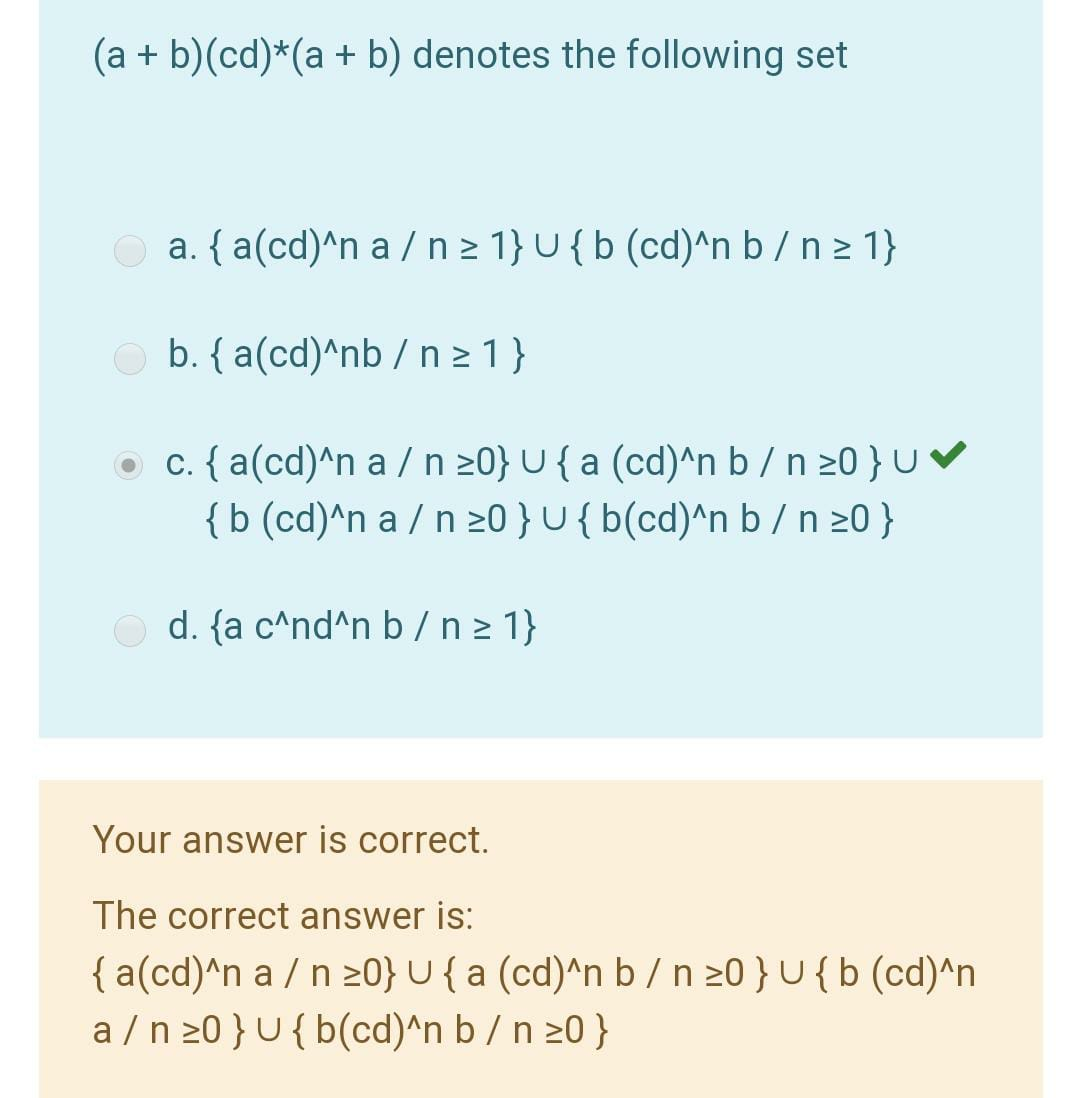 (a + b)(cd)*(a + b) denotes the following set
a. { a(cd)^n a / n ≥ 1} ∪ { b (cd)^n b / n ≥ 1}
b. { a(cd)^nb / n ≥ 1 }
c. { a(cd)^n a / n ≥0} ∪ { a (cd)^n b / n ≥0 } ∪
{ b (cd)^n a / n ≥0 } ∪ { b(cd)^n b / n ≥0 }
d. {a c^nd^n b / n ≥ 1}
Your answer is correct.
The correct answer is:
{ a(cd)^n a / n ≥0} ∪ { a (cd)^n b / n ≥0 } ∪ { b (cd)^n
a / n ≥0 } ∪ { b(cd)^n b / n ≥0 }